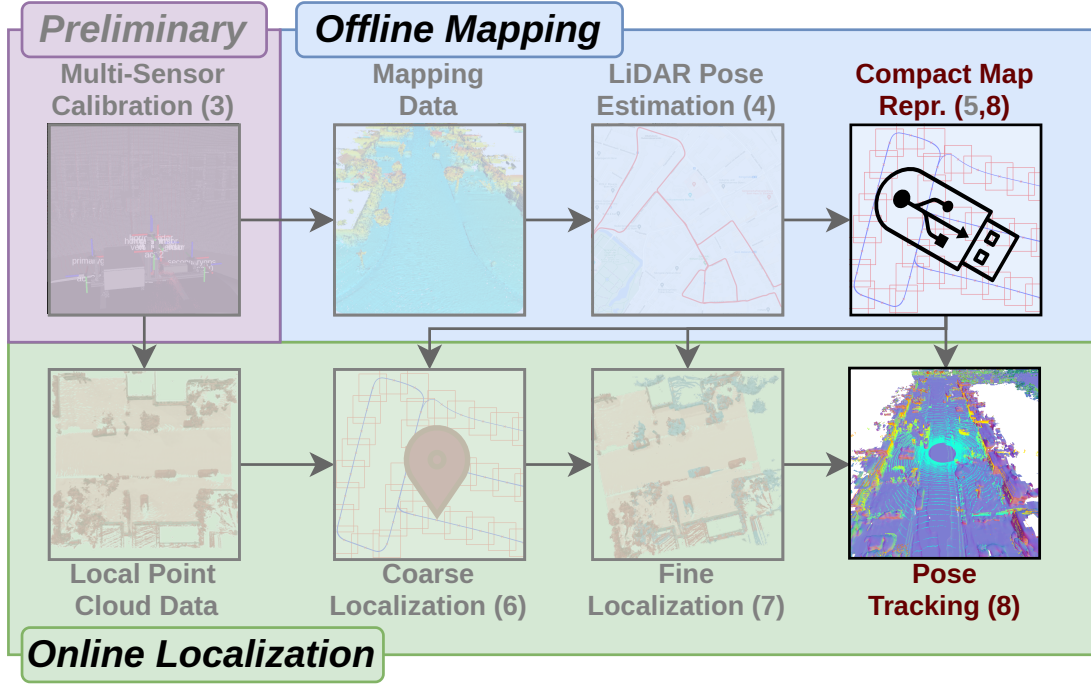 Preliminary
Offline Mapping
Multi-Sensor
Calibration (3)
Mapping
Data
LiDAR Pose
Estimation (4)
Compact Map
Repr. (5,8)
Local Point
Cloud Data
Coarse
Localization (6)
Fine
Localization (7)
Pose
Tracking (8)
Online Localization